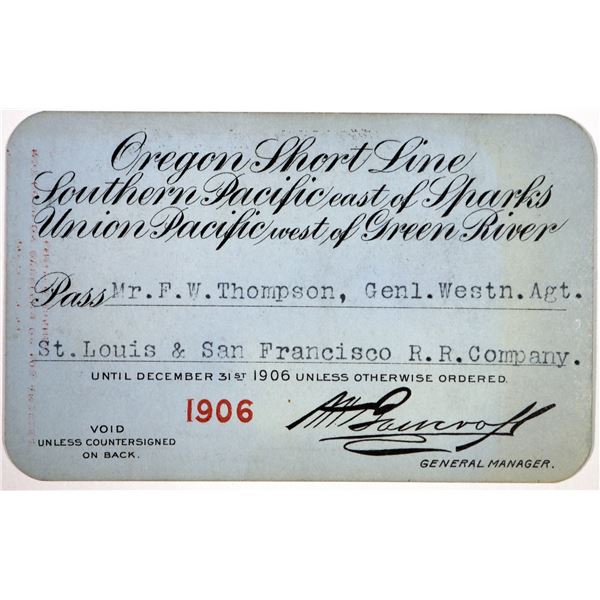 Oregon Short Line
Southern Pacific east of Sparks
Union Pacific west of Green River
Pass Mr.F.W.Thompson, Genl.Westn.Agt.
St.Louis & San Francisco R.R.Company.
UNTIL DECEMBER 31ST 1906 UNLESS OTHERWISE ORDERED.
1906
VOID
UNLESS COUNTERSIGNED
ON BACK.
GENERAL MANAGER.